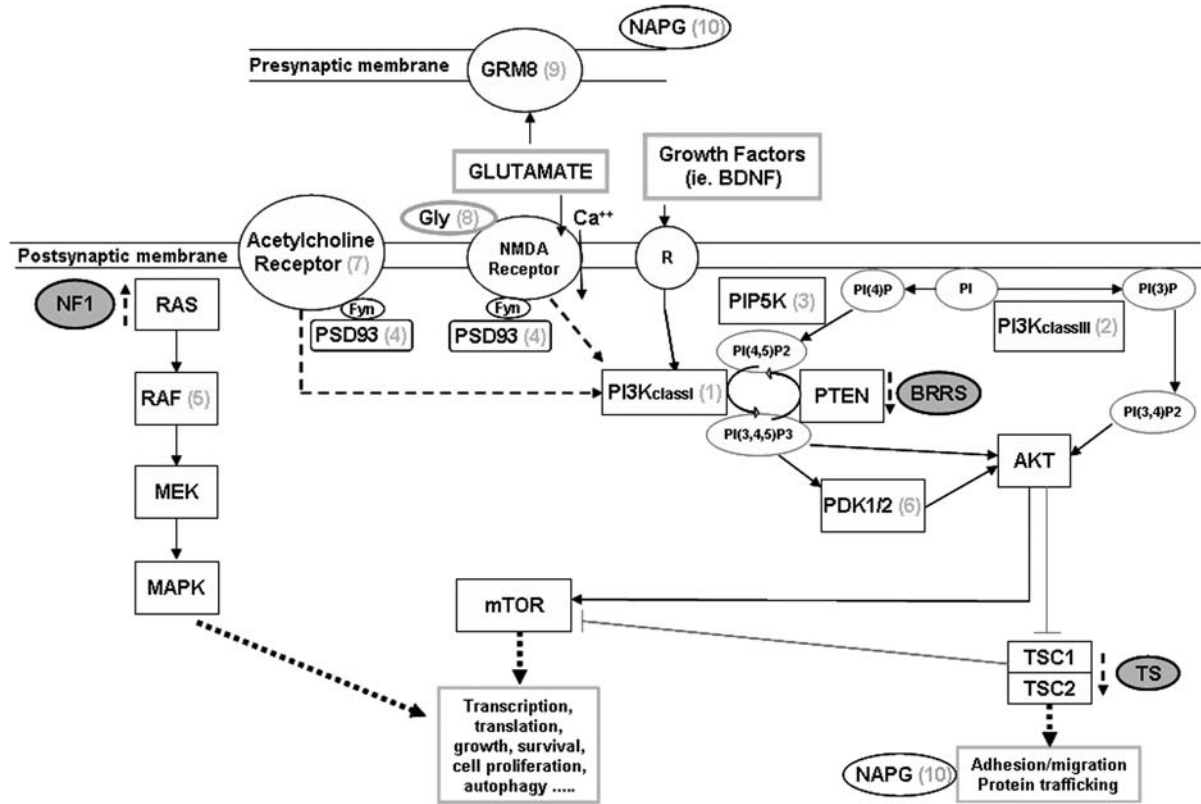 NAPG (10)
Presynaptic membrane
GRM8 (9)
GLUTAMATE
Growth Factors
(ie. BDNF)
Gly (8)
Ca++
Acetylcholine
Receptor (7)
NMDA
Receptor
R
Postsynaptic membrane
NF1
RAS
Fyn
PSD93 (4)
Fyn
PSD93 (4)
PIP5K (3)
PI(4)P
PI
PI(3)P
PI3KclassIII (2)
PI(4,5)P2
RAF (5)
PI3KclassI (1)
PTEN
BRRS
PI(3,4)P2
PI(3,4,5)P3
AKT
MEK
PDK1/2 (6)
MAPK
mTOR
TSC1
TSC2
TS
Transcription,
translation,
growth, survival,
cell proliferation,
autophagy .....
NAPG (10)
Adhesion/migration
Protein trafficking